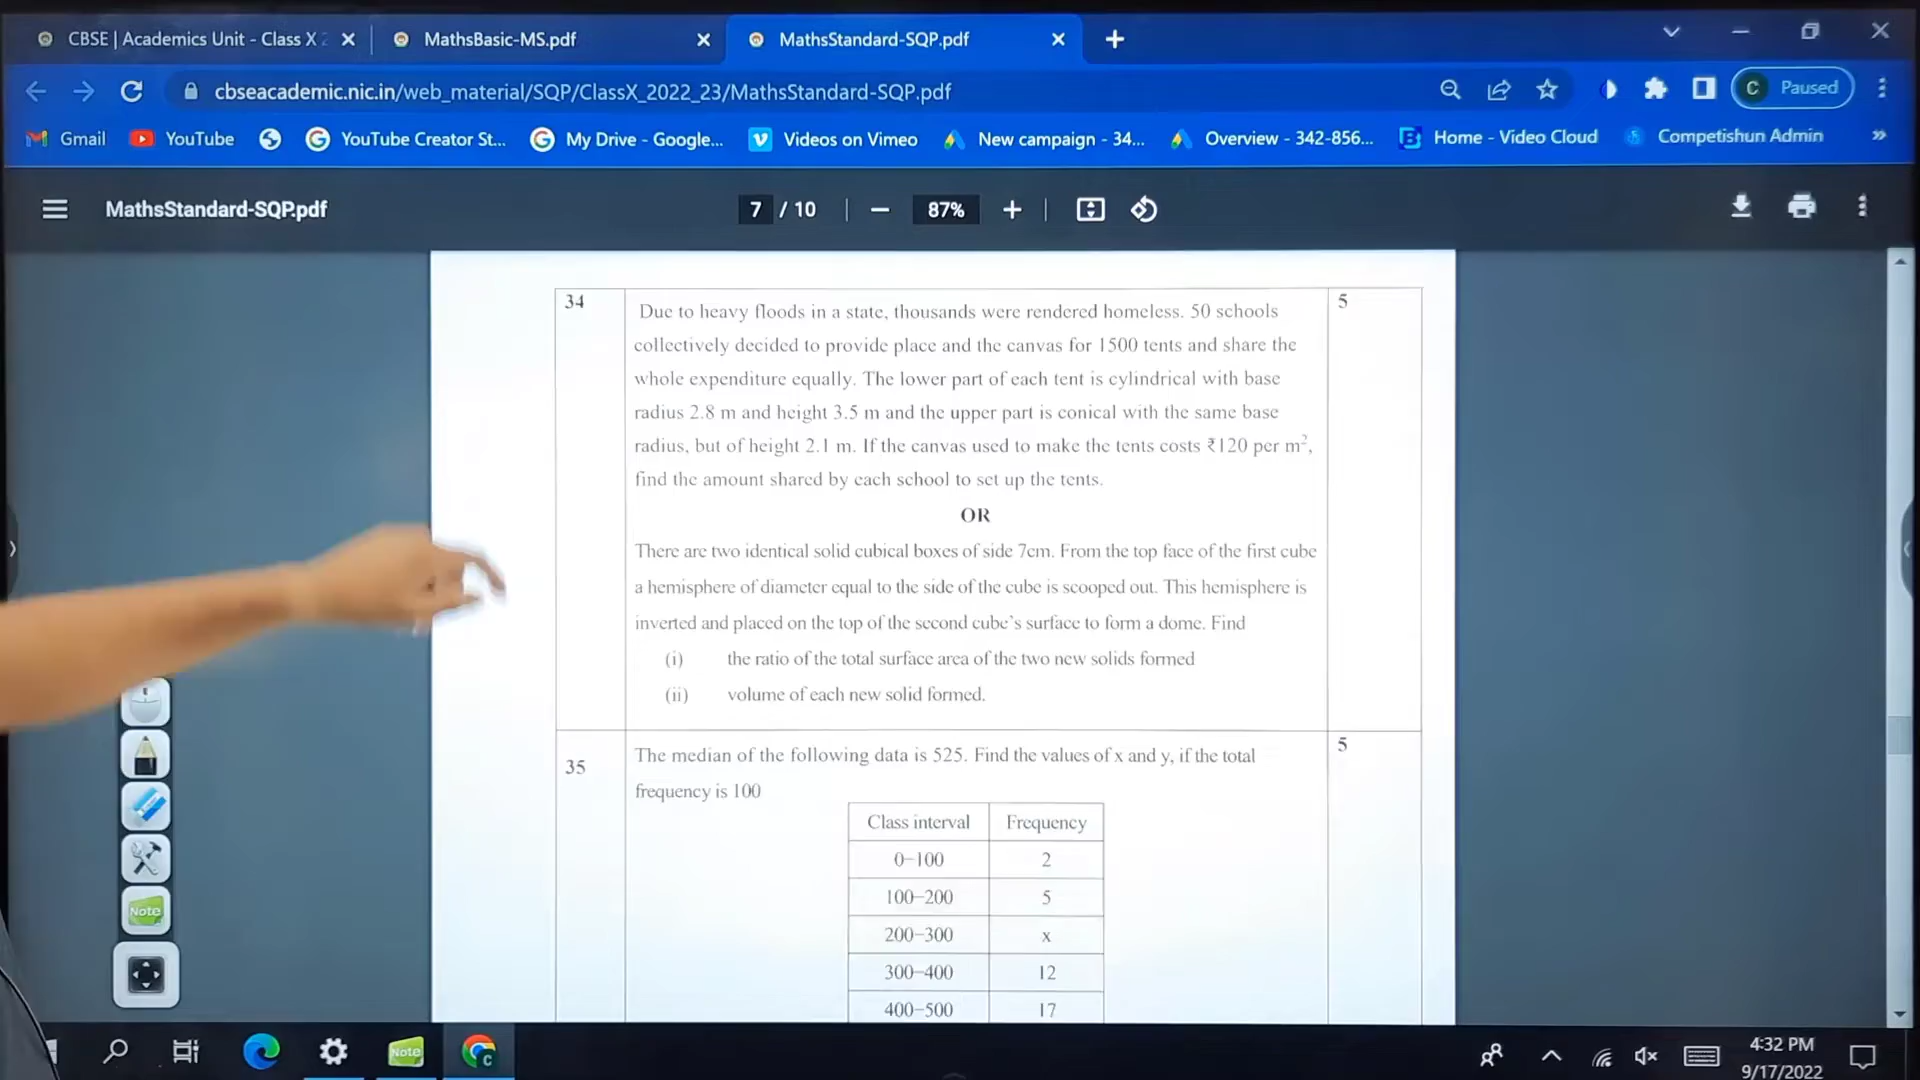 CBSE | Academics Unit - Class X 2
MathsBasic-MS.pdf
MathsStandard-SQP.pdf
cbseacademic.nic.in/web_material/SQP/ClassX_2022_23/MathsStandard-SQP.pdf
C Paused
Gmail
YouTube
YouTube Creator St...
My Drive - Google...
Videos on Vimeo
New campaign - 34...
Overview - 342-856...
Home - Video Cloud
Competishun Admin
MathsStandard-SQP.pdf
7 / 10
87%
34
Due to heavy floods in a state, thousands were rendered homeless. 50 schools
collectively decided to provide place and the canvas for 1500 tents and share the
whole expenditure equally. The lower part of each tent is cylindrical with base
radius 2.8 m and height 3.5 m and the upper part is conical with the same base
radius, but of height 2.1 m. If the canvas used to make the tents costs ₹120 per m²,
find the amount shared by each school to set up the tents.
5
OR
There are two identical solid cubical boxes of side 7cm. From the top face of the first cube
a hemisphere of diameter equal to the side of the cube is scooped out. This hemisphere is
inverted and placed on the top of the second cube's surface to form a dome. Find
(i) the ratio of the total surface area of the two new solids formed
(ii) volume of each new solid formed.
35
The median of the following data is 525. Find the values of x and y, if the total
frequency is 100
5
Class interval Frequency
0–100 2
100–200 5
200–300 x
300–400 12
400–500 17
Note
Note
4:32 PM
9/17/2022